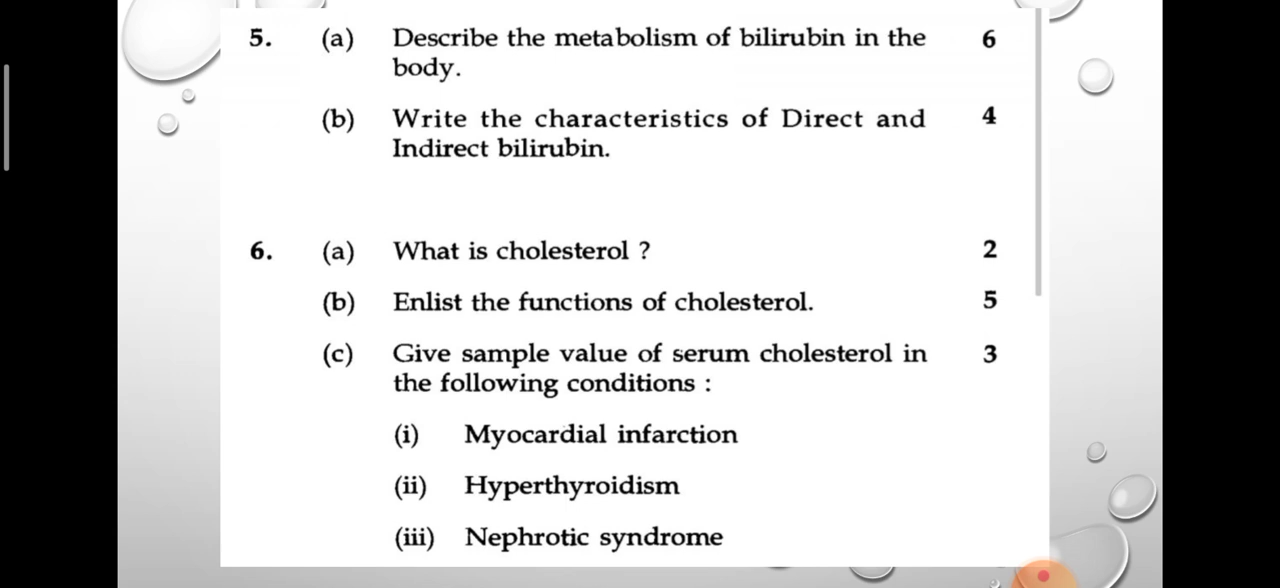 5. (a) Describe the metabolism of bilirubin in the 6
body.
(b) Write the characteristics of Direct and 4
Indirect bilirubin.
6. (a) What is cholesterol ? 2
(b) Enlist the functions of cholesterol. 5
(c) Give sample value of serum cholesterol in 3
the following conditions :
(i) Myocardial infarction
(ii) Hyperthyroidism
(iii) Nephrotic syndrome